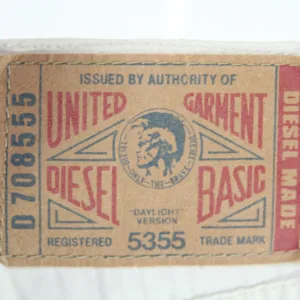 ISSUED BY AUTHORITY OF
UNITED GARMENT
DIESEL BASIC
"DAYLIGHT"
VERSION
REGISTERED 5355 TRADE MARK
D 708555
DIESEL MADE